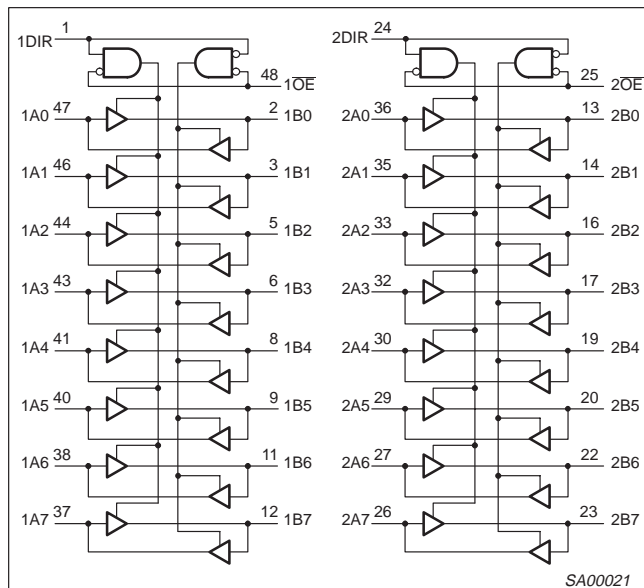 1DIR 1 2DIR 24
48 1O̅E̅ 25 2O̅E̅
1A0 47 2 1B0 2A0 36 13 2B0
1A1 46 3 1B1 2A1 35 14 2B1
1A2 44 5 1B2 2A2 33 16 2B2
1A3 43 6 1B3 2A3 32 17 2B3
1A4 41 8 1B4 2A4 30 19 2B4
1A5 40 9 1B5 2A5 29 20 2B5
1A6 38 11 1B6 2A6 27 22 2B6
1A7 37 12 1B7 2A7 26 23 2B7
SA00021